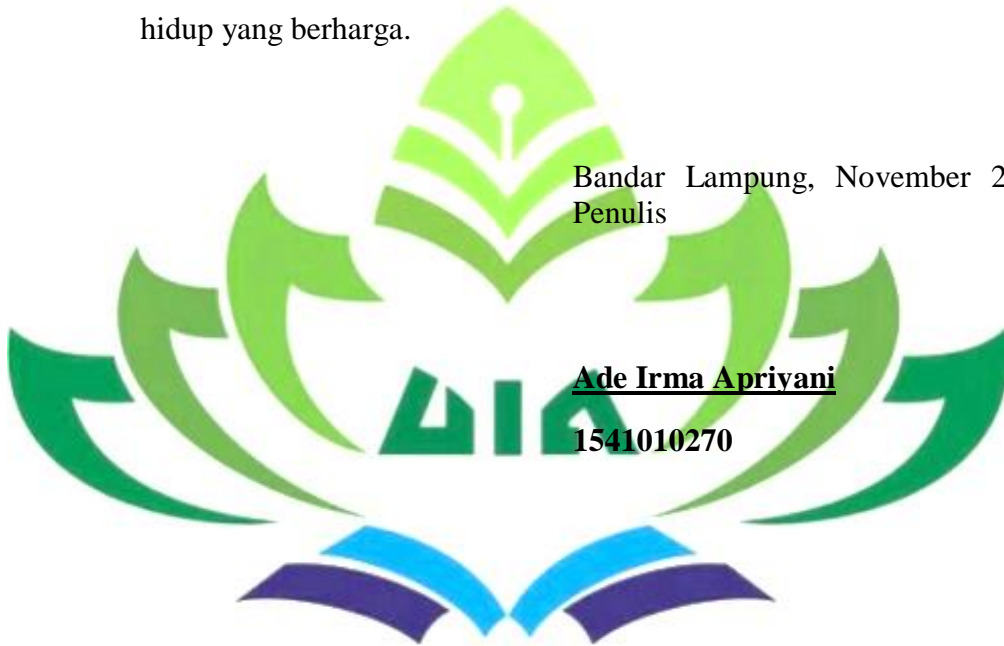 hidup yang berharga.
Bandar Lampung, November 2
Penulis
Ade Irma Apriyani
1541010270